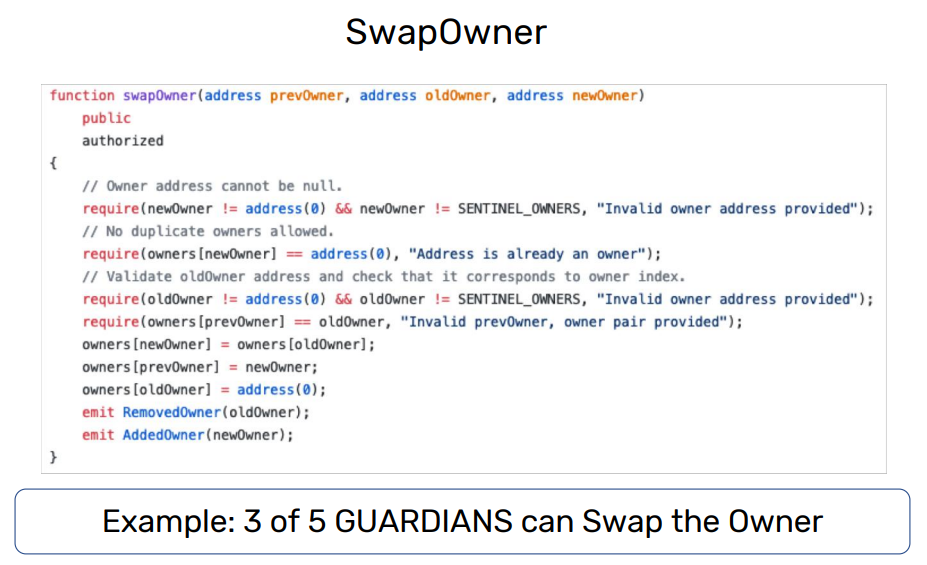 SwapOwner
function swapOwner(address prevOwner, address oldOwner, address newOwner)
public
authorized
{
// Owner address cannot be null.
require(newOwner != address(0) && newOwner != SENTINEL_OWNERS, "Invalid owner address provided");
// No duplicate owners allowed.
require(owners[newOwner] == address(0), "Address is already an owner");
// Validate oldOwner address and check that it corresponds to owner index.
require(oldOwner != address(0) && oldOwner != SENTINEL_OWNERS, "Invalid owner address provided");
require(owners[prevOwner] == oldOwner, "Invalid prevOwner, owner pair provided");
owners[newOwner] = owners[oldOwner];
owners[prevOwner] = newOwner;
owners[oldOwner] = address(0);
emit RemovedOwner(oldOwner);
emit AddedOwner(newOwner);
}
Example: 3 of 5 GUARDIANS can Swap the Owner